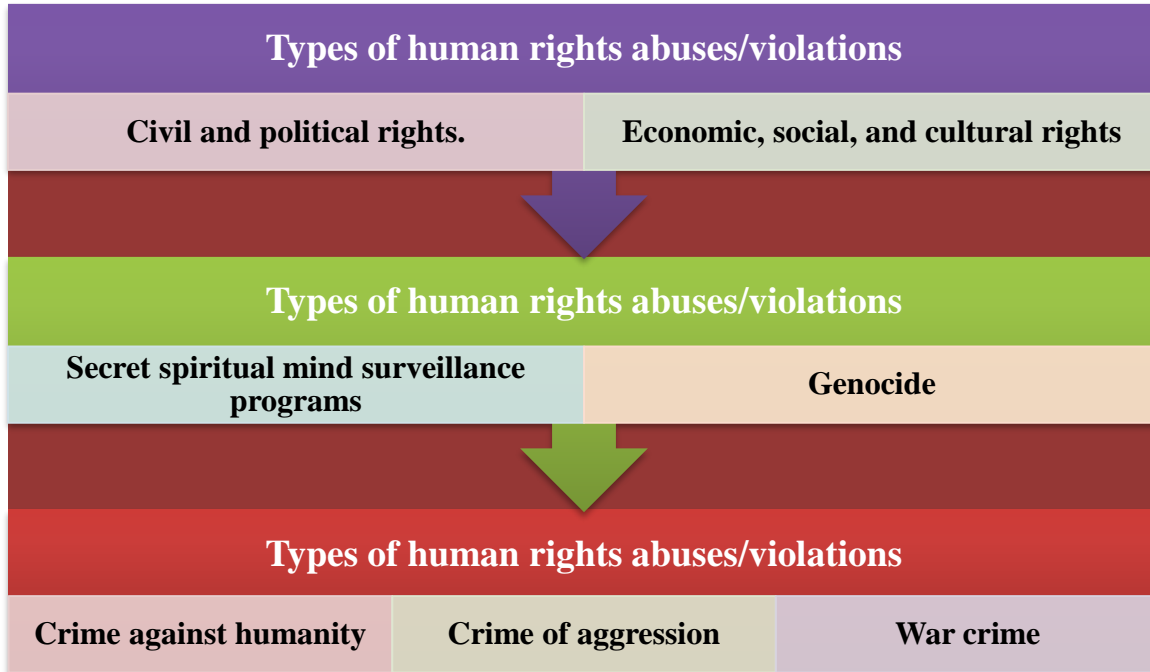 Types of human rights abuses/violations
Civil and political rights.
Economic, social, and cultural rights
Types of human rights abuses/violations
Secret spiritual mind surveillance
programs
Genocide
Types of human rights abuses/violations
Crime against humanity
Crime of aggression
War crime